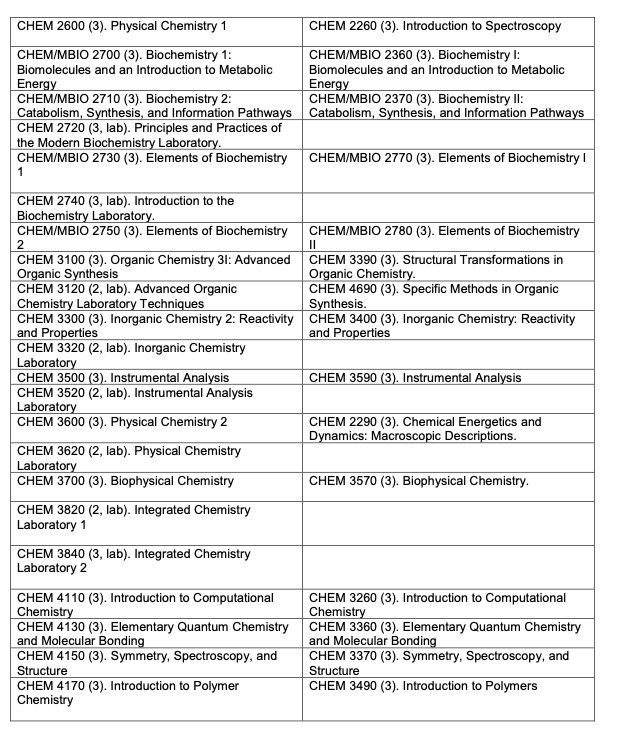 CHEM 2600 (3). Physical Chemistry 1
CHEM 2260 (3). Introduction to Spectroscopy
CHEM/MBIO 2700 (3). Biochemistry 1:
Biomolecules and an Introduction to Metabolic
Energy
CHEM/MBIO 2360 (3). Biochemistry I:
Biomolecules and an Introduction to Metabolic
Energy
CHEM/MBIO 2710 (3). Biochemistry 2:
Catabolism, Synthesis, and Information Pathways
CHEM/MBIO 2370 (3). Biochemistry II:
Catabolism, Synthesis, and Information Pathways
CHEM 2720 (3, lab). Principles and Practices of
the Modern Biochemistry Laboratory.
CHEM/MBIO 2730 (3). Elements of Biochemistry
1
CHEM/MBIO 2770 (3). Elements of Biochemistry I
CHEM 2740 (3, lab). Introduction to the
Biochemistry Laboratory.
CHEM/MBIO 2750 (3). Elements of Biochemistry
2
CHEM/MBIO 2780 (3). Elements of Biochemistry
II
CHEM 3100 (3). Organic Chemistry 3I: Advanced
Organic Synthesis
CHEM 3390 (3). Structural Transformations in
Organic Chemistry.
CHEM 3120 (2, lab). Advanced Organic
Chemistry Laboratory Techniques
CHEM 4690 (3). Specific Methods in Organic
Synthesis.
CHEM 3300 (3). Inorganic Chemistry 2: Reactivity
and Properties
CHEM 3400 (3). Inorganic Chemistry: Reactivity
and Properties
CHEM 3320 (2, lab). Inorganic Chemistry
Laboratory
CHEM 3500 (3). Instrumental Analysis
CHEM 3590 (3). Instrumental Analysis
CHEM 3520 (2, lab). Instrumental Analysis
Laboratory
CHEM 3600 (3). Physical Chemistry 2
CHEM 2290 (3). Chemical Energetics and
Dynamics: Macroscopic Descriptions.
CHEM 3620 (2, lab). Physical Chemistry
Laboratory
CHEM 3700 (3). Biophysical Chemistry
CHEM 3570 (3). Biophysical Chemistry.
CHEM 3820 (2, lab). Integrated Chemistry
Laboratory 1
CHEM 3840 (3, lab). Integrated Chemistry
Laboratory 2
CHEM 4110 (3). Introduction to Computational
Chemistry
CHEM 3260 (3). Introduction to Computational
Chemistry
CHEM 4130 (3). Elementary Quantum Chemistry
and Molecular Bonding
CHEM 3360 (3). Elementary Quantum Chemistry
and Molecular Bonding
CHEM 4150 (3). Symmetry, Spectroscopy, and
Structure
CHEM 3370 (3). Symmetry, Spectroscopy, and
Structure
CHEM 4170 (3). Introduction to Polymer
Chemistry
CHEM 3490 (3). Introduction to Polymers